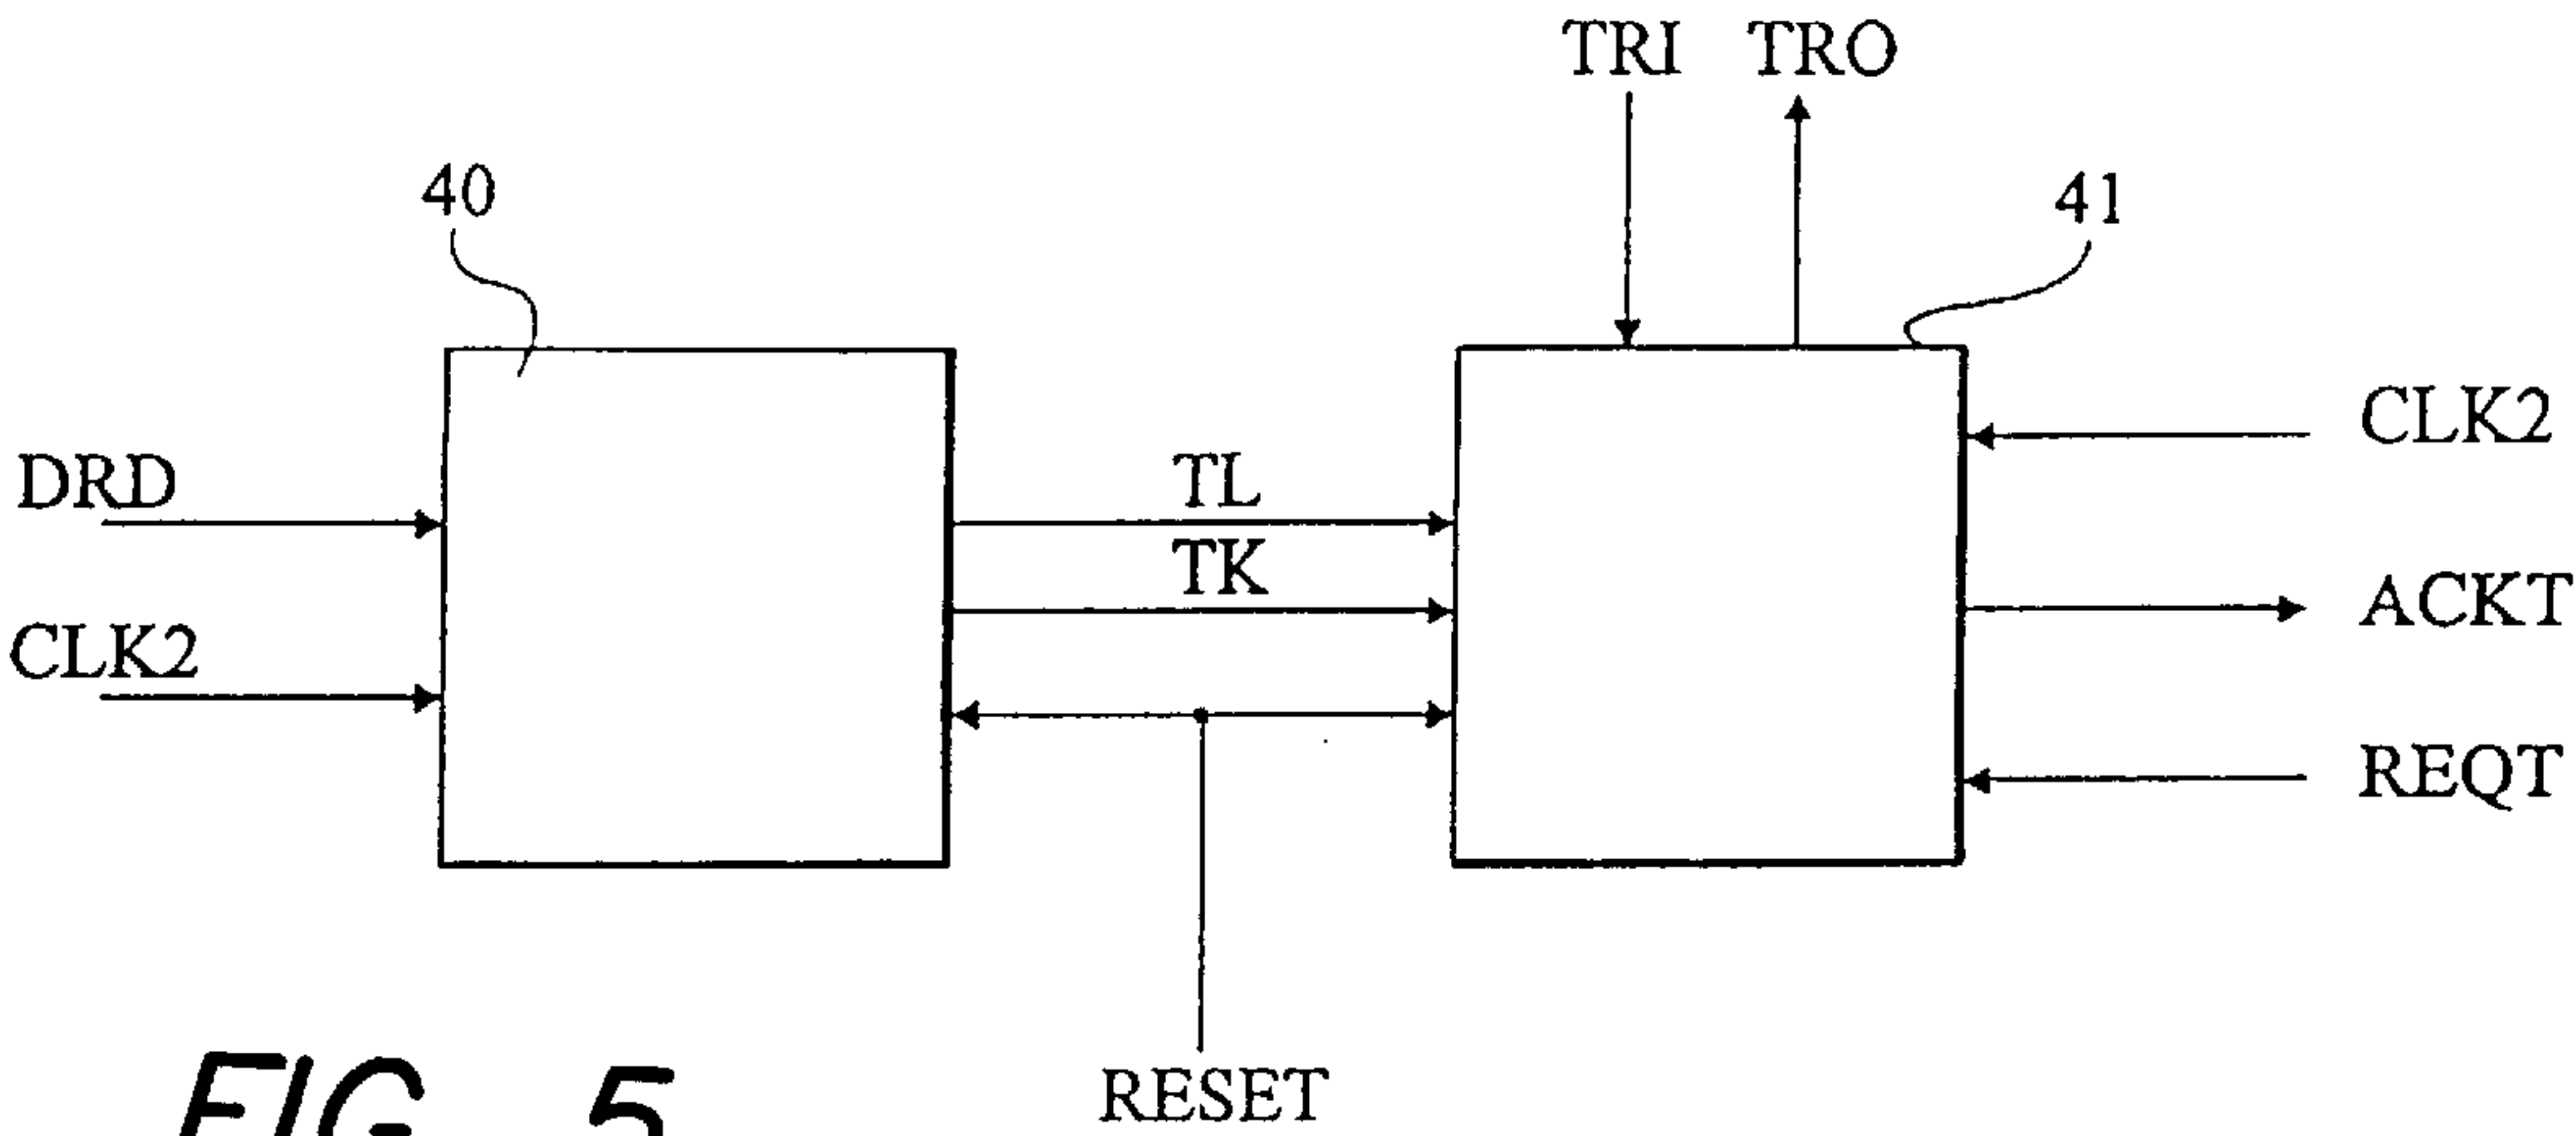 TRI TRO
40
41
CLK2
DRD
TL
TK
CLK2
ACKT
REQT
RESET
FIG. 5